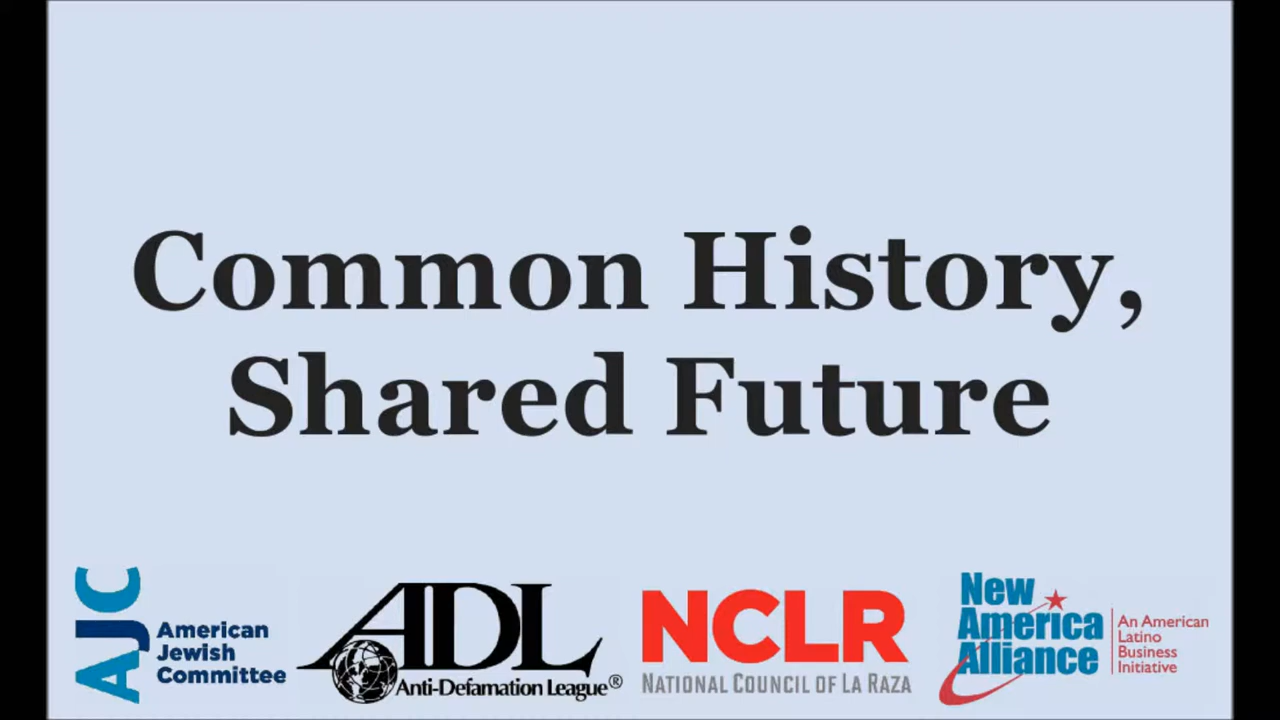 Common History,
Shared Future
AJC
American
Jewish
Committee
ADL
Anti-Defamation League®
NCLR
NATIONAL COUNCIL OF LA RAZA
New
America
Alliance
An American
Latino
Business
Initiative